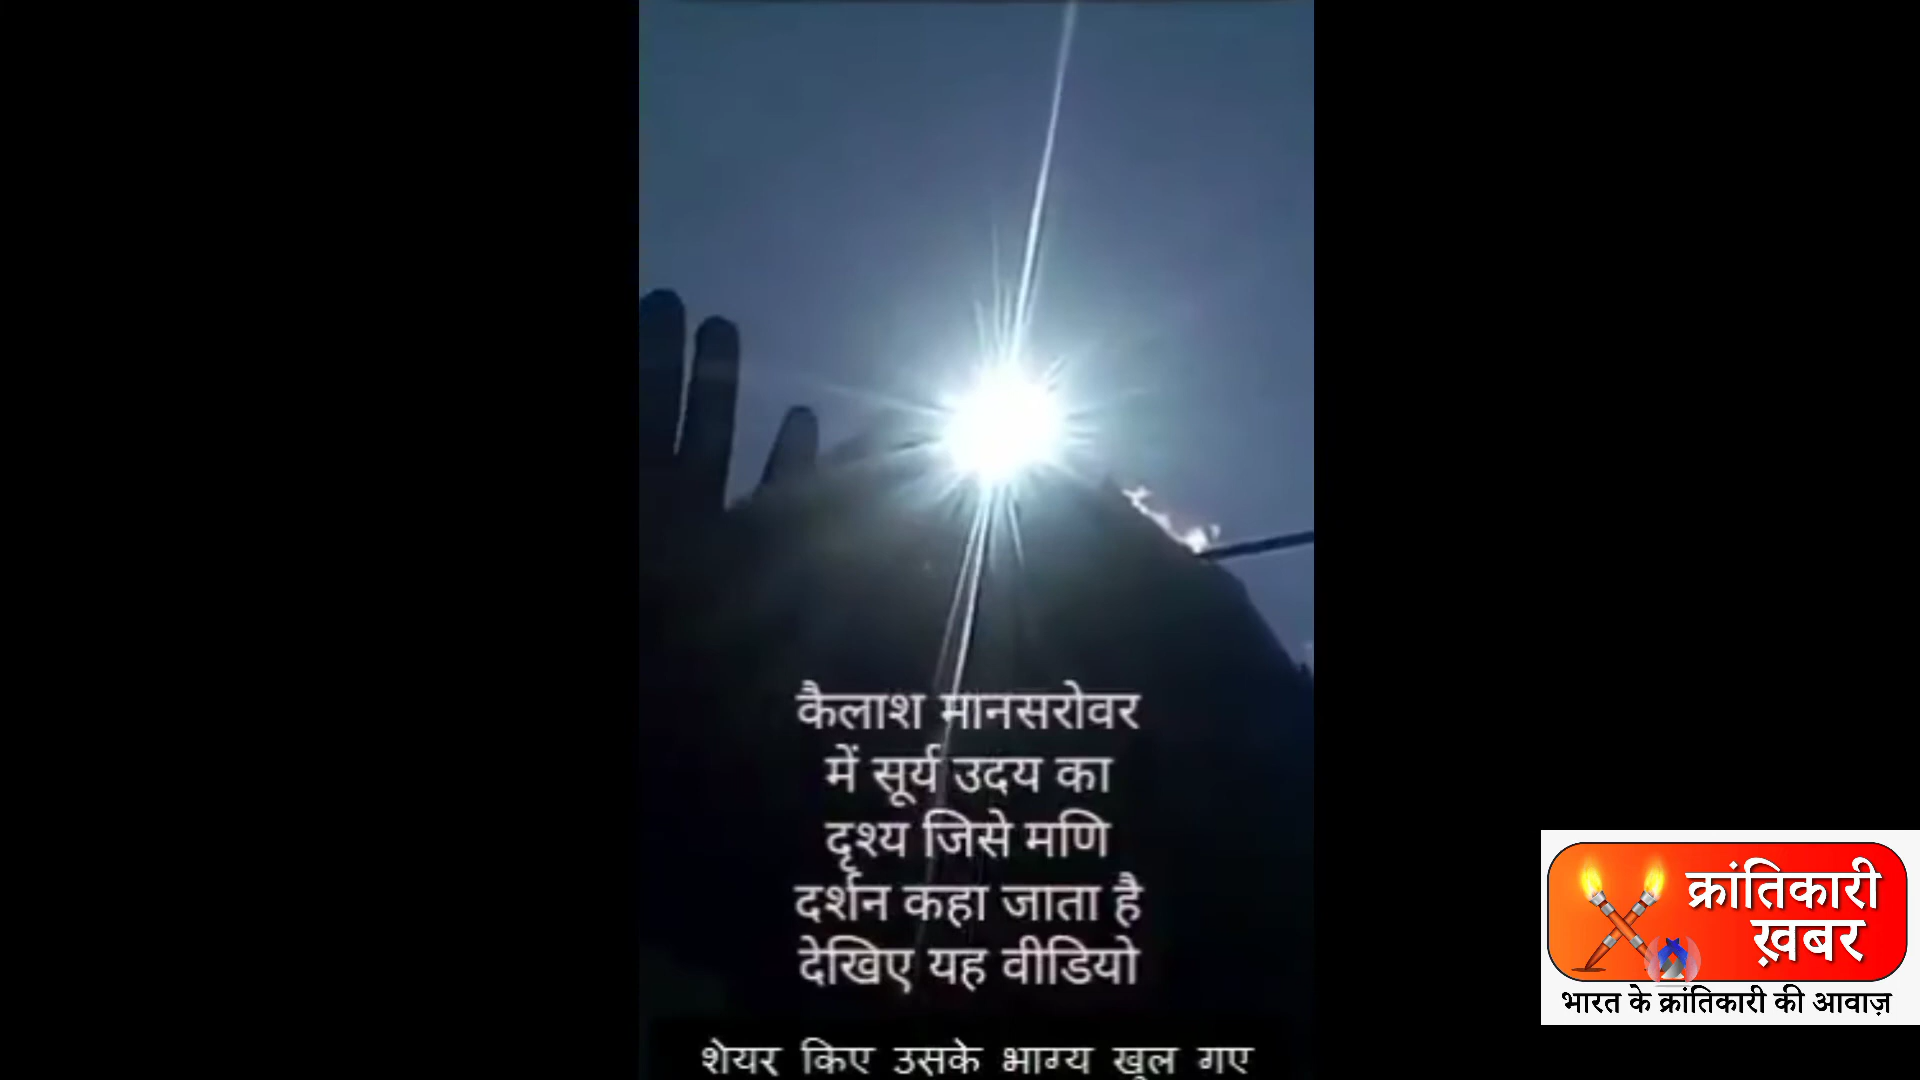 कैलाश मानसरोवर
में सूर्य उदय का
दृश्य जिसे मणि
दर्शन कहा जाता है
देखिए यह वीडियो
शेयर किए उसके भाग्य खुल गए
क्रांतिकारी
ख़बर
भारत के क्रांतिकारी की आवाज़